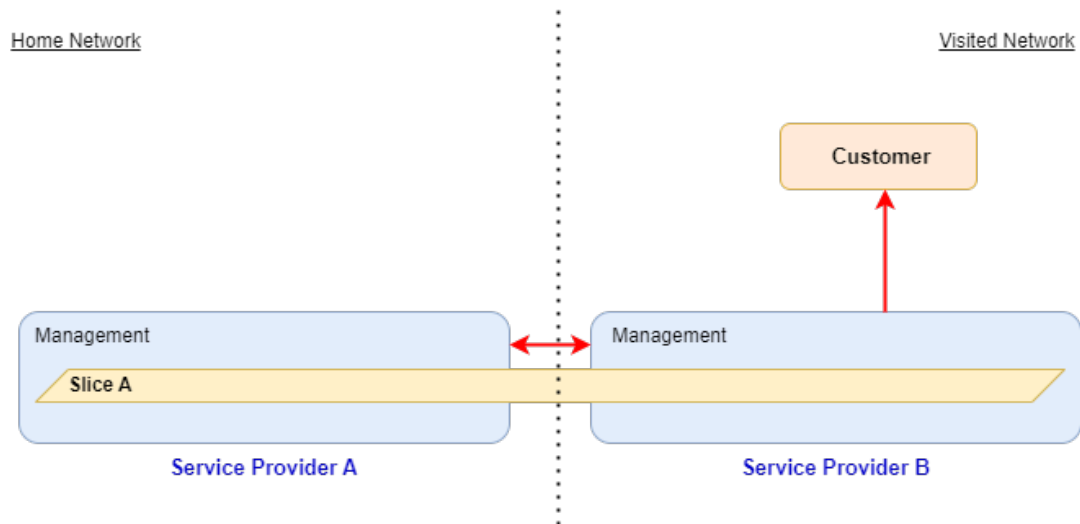 Home Network
Visited Network
Customer
Management
Management
Slice A
Service Provider A
Service Provider B